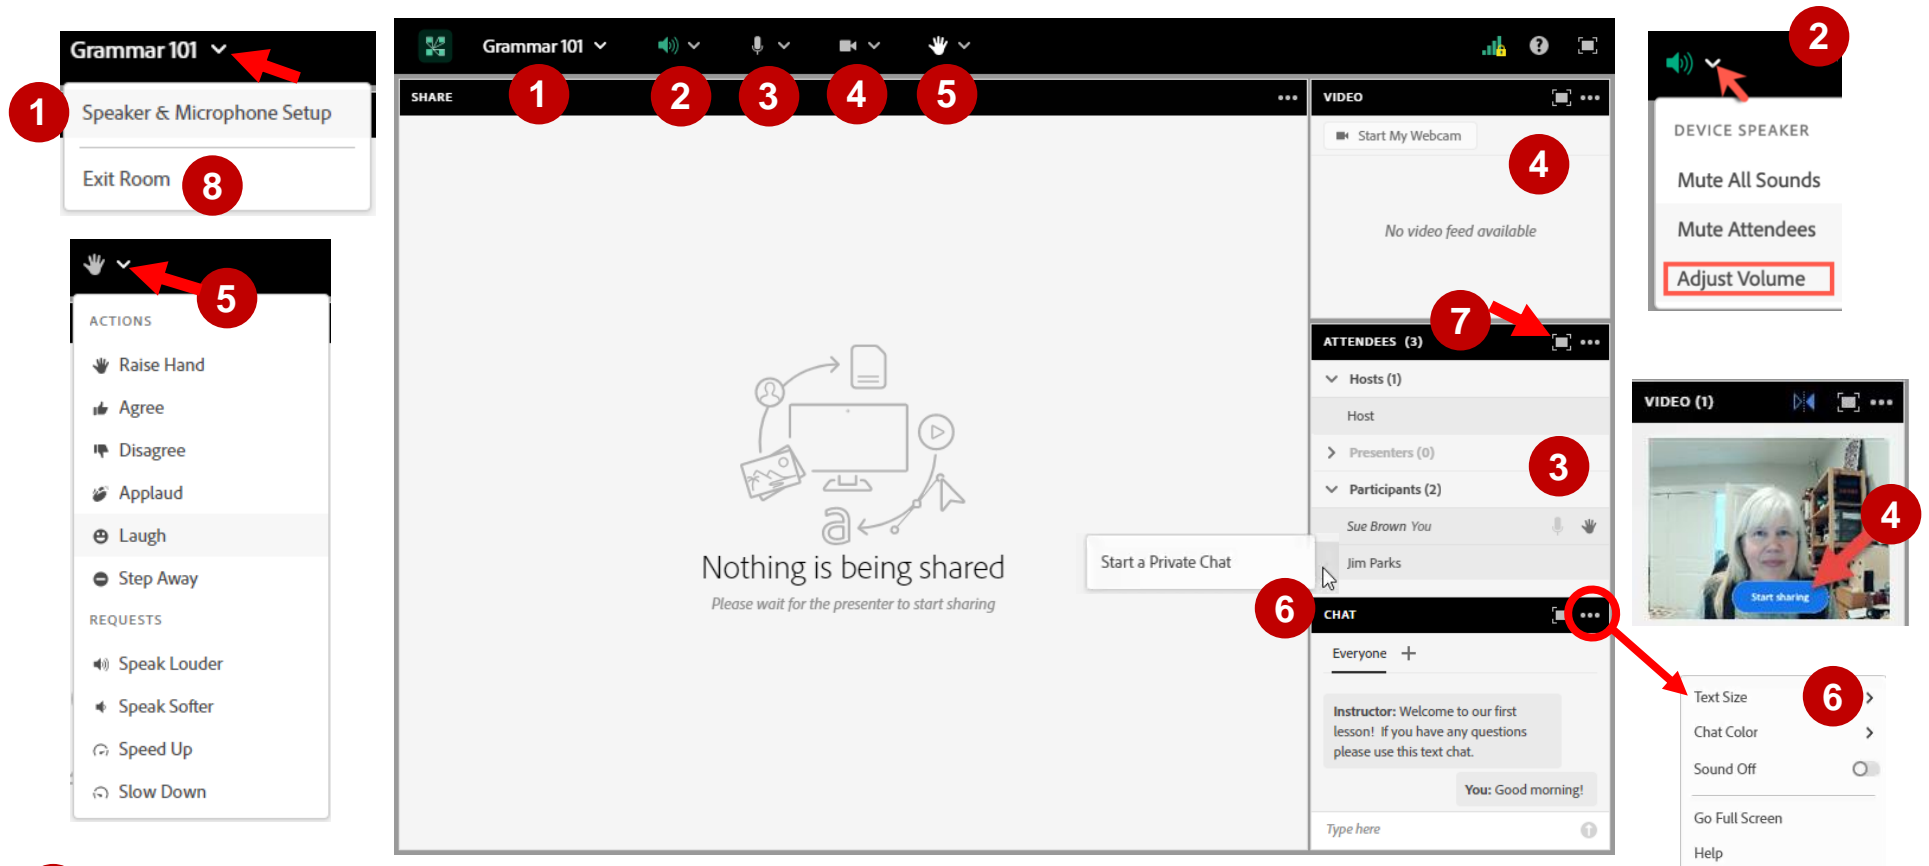 Grammar 101
1
Speaker & Microphone Setup
Exit Room
8
5
ACTIONS
Raise Hand
Agree
Disagree
Applaud
Laugh
Step Away
REQUESTS
Speak Louder
Speak Softer
Speed Up
Slow Down
Grammar 101
1
2
3
4
5
SHARE
Nothing is being shared
Please wait for the presenter to start sharing
Start a Private Chat
VIDEO
Start My Webcam
4
No video feed available
7
ATTENDEES (3)
Hosts (1)
Host
Presenters (0)
3
Participants (2)
Sue Brown You
Jim Parks
6
CHAT
Everyone
Instructor: Welcome to our first
lesson! If you have any questions
please use this text chat.
You: Good morning!
Type here
2
DEVICE SPEAKER
Mute All Sounds
Mute Attendees
Adjust Volume
VIDEO (1)
4
Start sharing
Text Size
6
Chat Color
Sound Off
Go Full Screen
Help